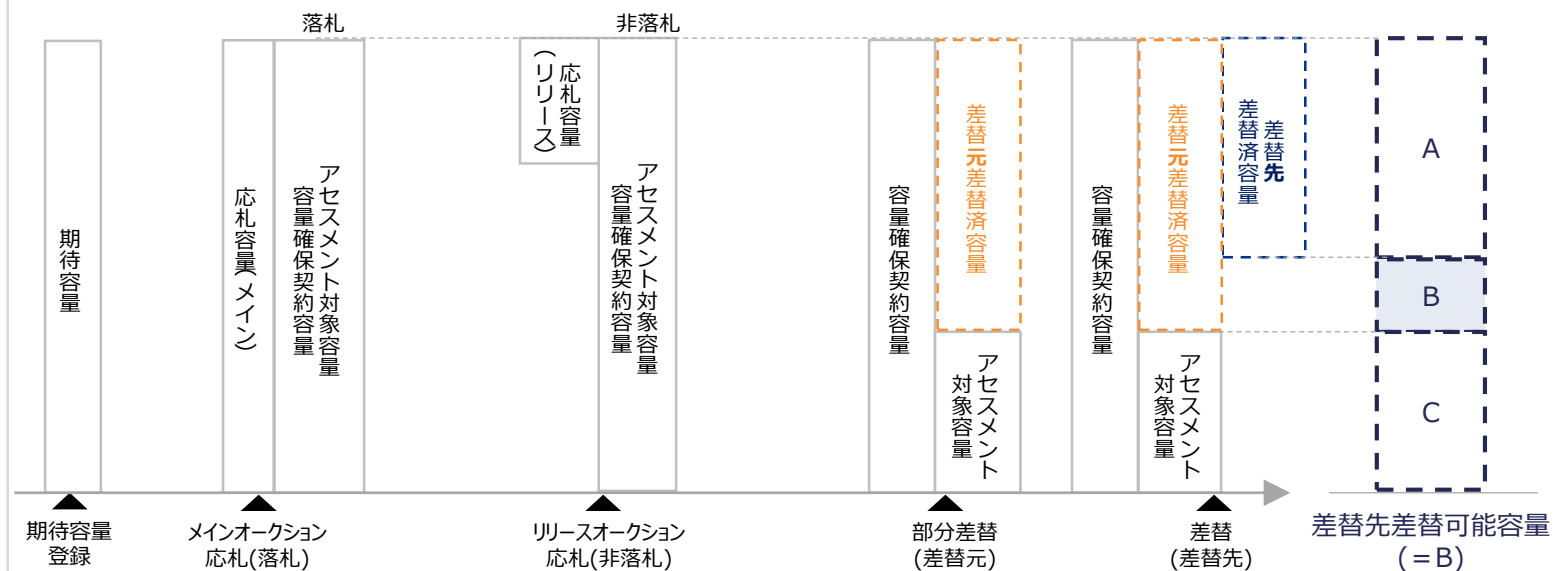 落札
非落札
期待容量
応札容量(メイン)
アセスメント対象容量
容量確保契約容量
応札容量
(リリース)
アセスメント対象容量
容量確保契約容量
容量確保契約容量
差替元差替済容量
アセスメント
対象容量
容量確保契約容量
差替元差替済容量
アセスメント
対象容量
差替先
差替済容量
A
B
C
期待容量
登録
メインオークション
応札(落札)
リリースオークション
応札(非落札)
部分差替
(差替元)
差替
(差替先)
差替先差替可能容量
(=B)